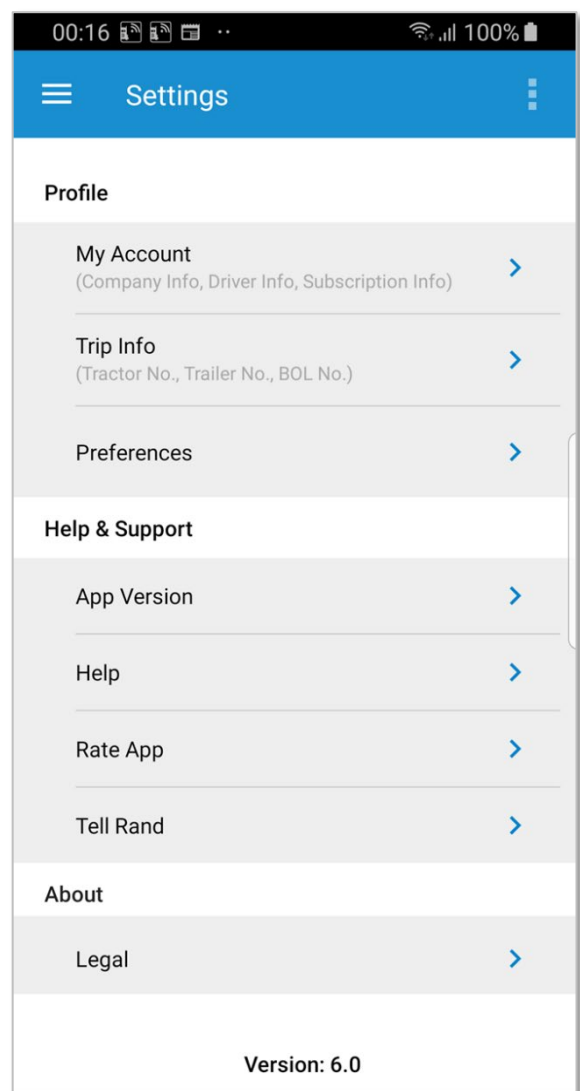 00:16 100%
Settings
Profile
My Account
(Company Info, Driver Info, Subscription Info)
Trip Info
(Tractor No., Trailer No., BOL No.)
Preferences
Help & Support
App Version
Help
Rate App
Tell Rand
About
Legal
Version: 6.0